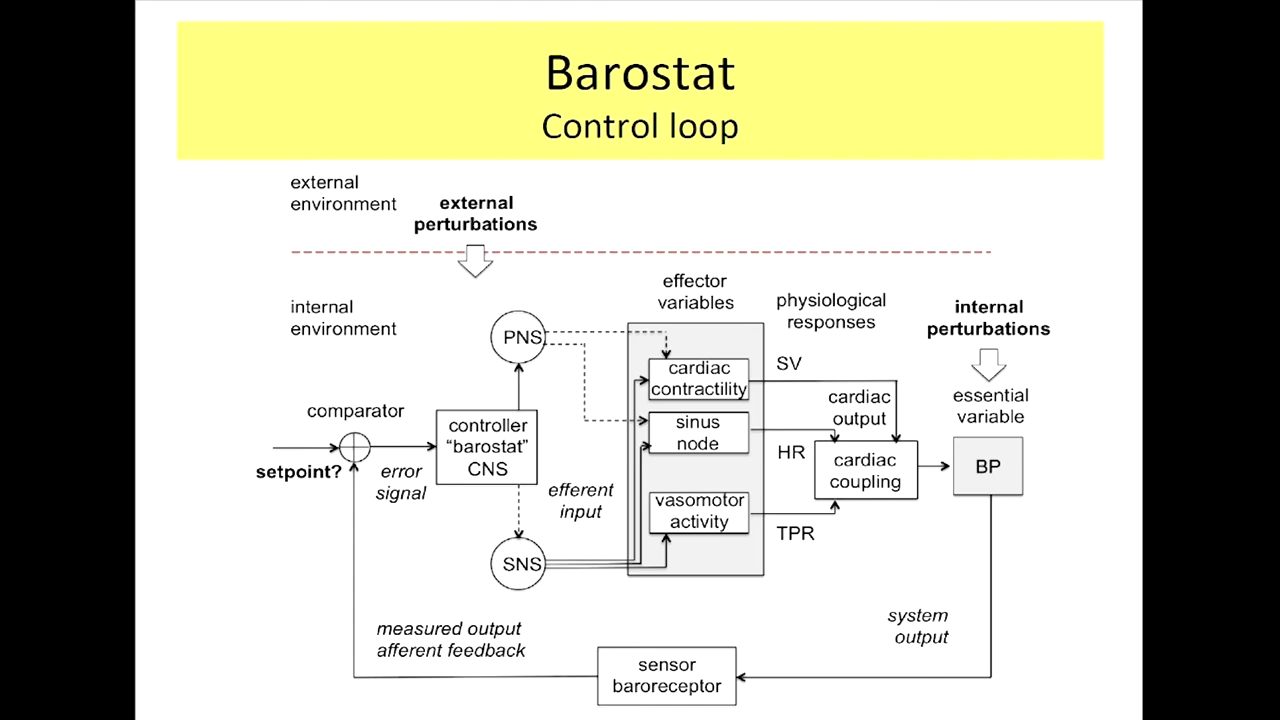 Barostat
Control loop
external
environment
external
perturbations
effector
variables
internal
environment
physiological
responses
internal
perturbations
PNS
cardiac
contractility
SV
essential
variable
cardiac
output
comparator
controller
"barostat"
CNS
sinus
node
HR
cardiac
coupling
BP
setpoint?
error
signal
efferent
input
vasomotor
activity
TPR
SNS
system
output
measured output
afferent feedback
sensor
baroreceptor